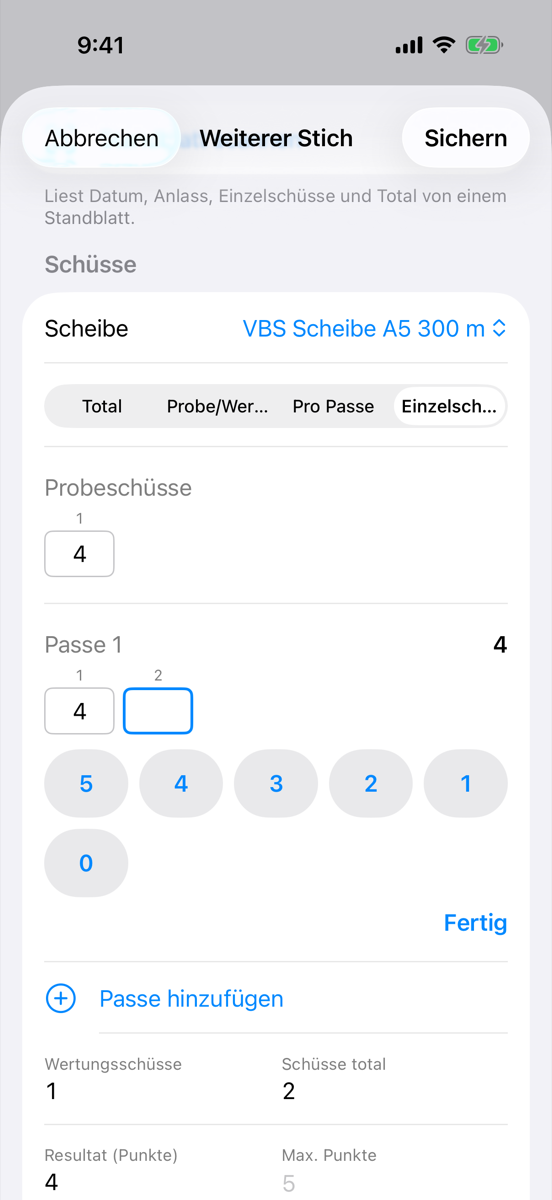 9:41
Abbrechen
Weiterer Stich
Sichern
Liest Datum, Anlass, Einzelschüsse und Total von einem
Standblatt.
Schüsse
Scheibe
VBS Scheibe A5 300 m
Total
Probe/Wer...
Pro Passe
Einzelsch...
Probeschüsse
1
4
Passe 1
4
1
2
4
5
4
3
2
1
0
Fertig
Passe hinzufügen
Wertungsschüsse
Schüsse total
1
2
Resultat (Punkte)
Max. Punkte
4
5